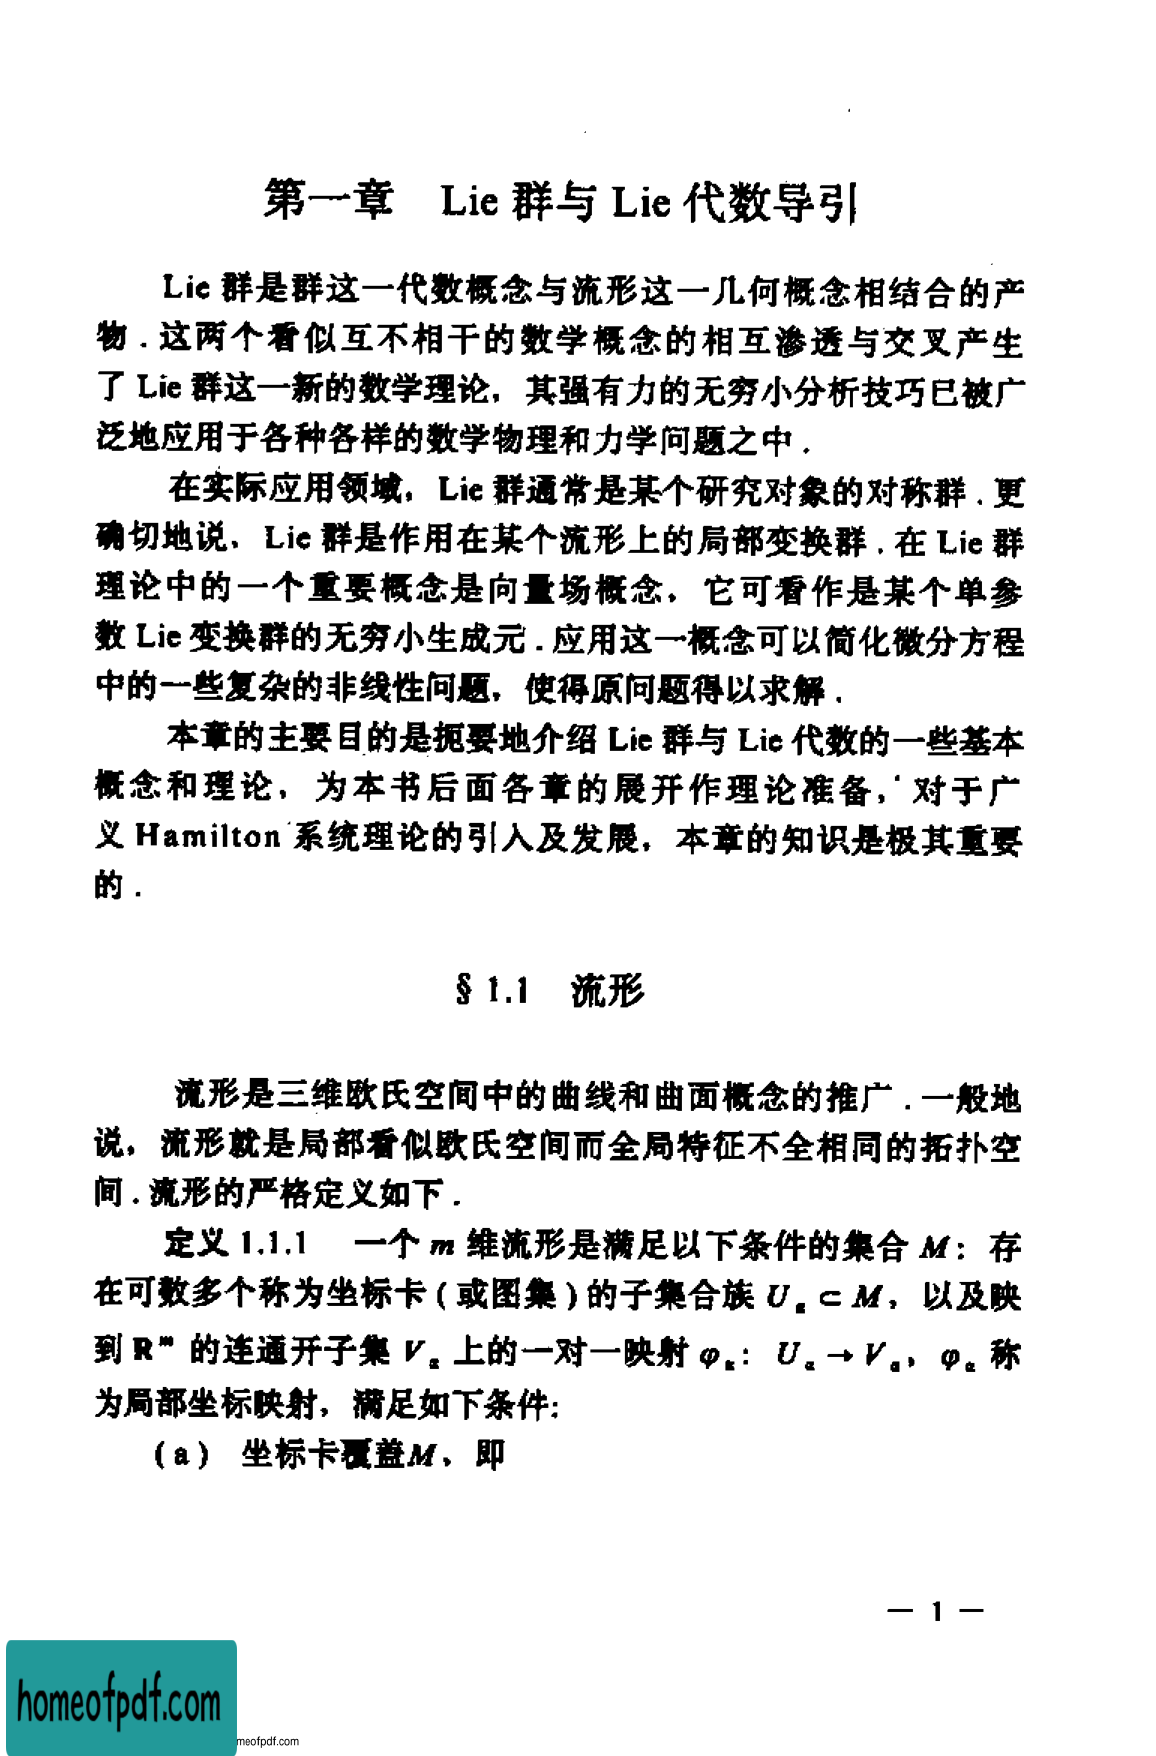 第一章 Lie 群与 Lie 代数导引
Lie 群是群这一代数概念与流形这一几何概念相结合的产
物．这两个看似互不相干的数学概念的相互渗透与交叉产生
了 Lie 群这一新的数学理论，其强有力的无穷小分析技巧已被广
泛地应用于各种各样的数学物理和力学问题之中．
在实际应用领域，Lie 群通常是某个研究对象的对称群．更
确切地说，Lie 群是作用在某个流形上的局部变换群．在 Lie 群
理论中的一个重要概念是向量场概念，它可看作是某个单参
数 Lie 变换群的无穷小生成元．应用这一概念可以简化微分方程
中的一些复杂的非线性问题，使得原问题得以求解．
本章的主要目的是扼要地介绍 Lie 群与 Lie 代数的一些基本
概念和理论，为本书后面各章的展开作理论准备，对于广
义 Hamilton 系统理论的引入及发展，本章的知识是极其重要
的．
§ 1.1 流形
流形是三维欧氏空间中的曲线和曲面概念的推广．一般地
说，流形就是局部看似欧氏空间而全局特征不全相同的拓扑空
间．流形的严格定义如下．
定义 1.1.1 一个 m 维流形是满足以下条件的集合 M：存
在可数多个称为坐标卡 ( 或图集 ) 的子集合族 U_α ⊂ M，以及映
到 R^m 的连通开子集 V_α 上的一对一映射 φ_α：U_α → V_α，φ_α 称
为局部坐标映射，满足如下条件：
(a) 坐标卡覆盖M，即
— 1 —
homeofpdf.com
meofpdf.com